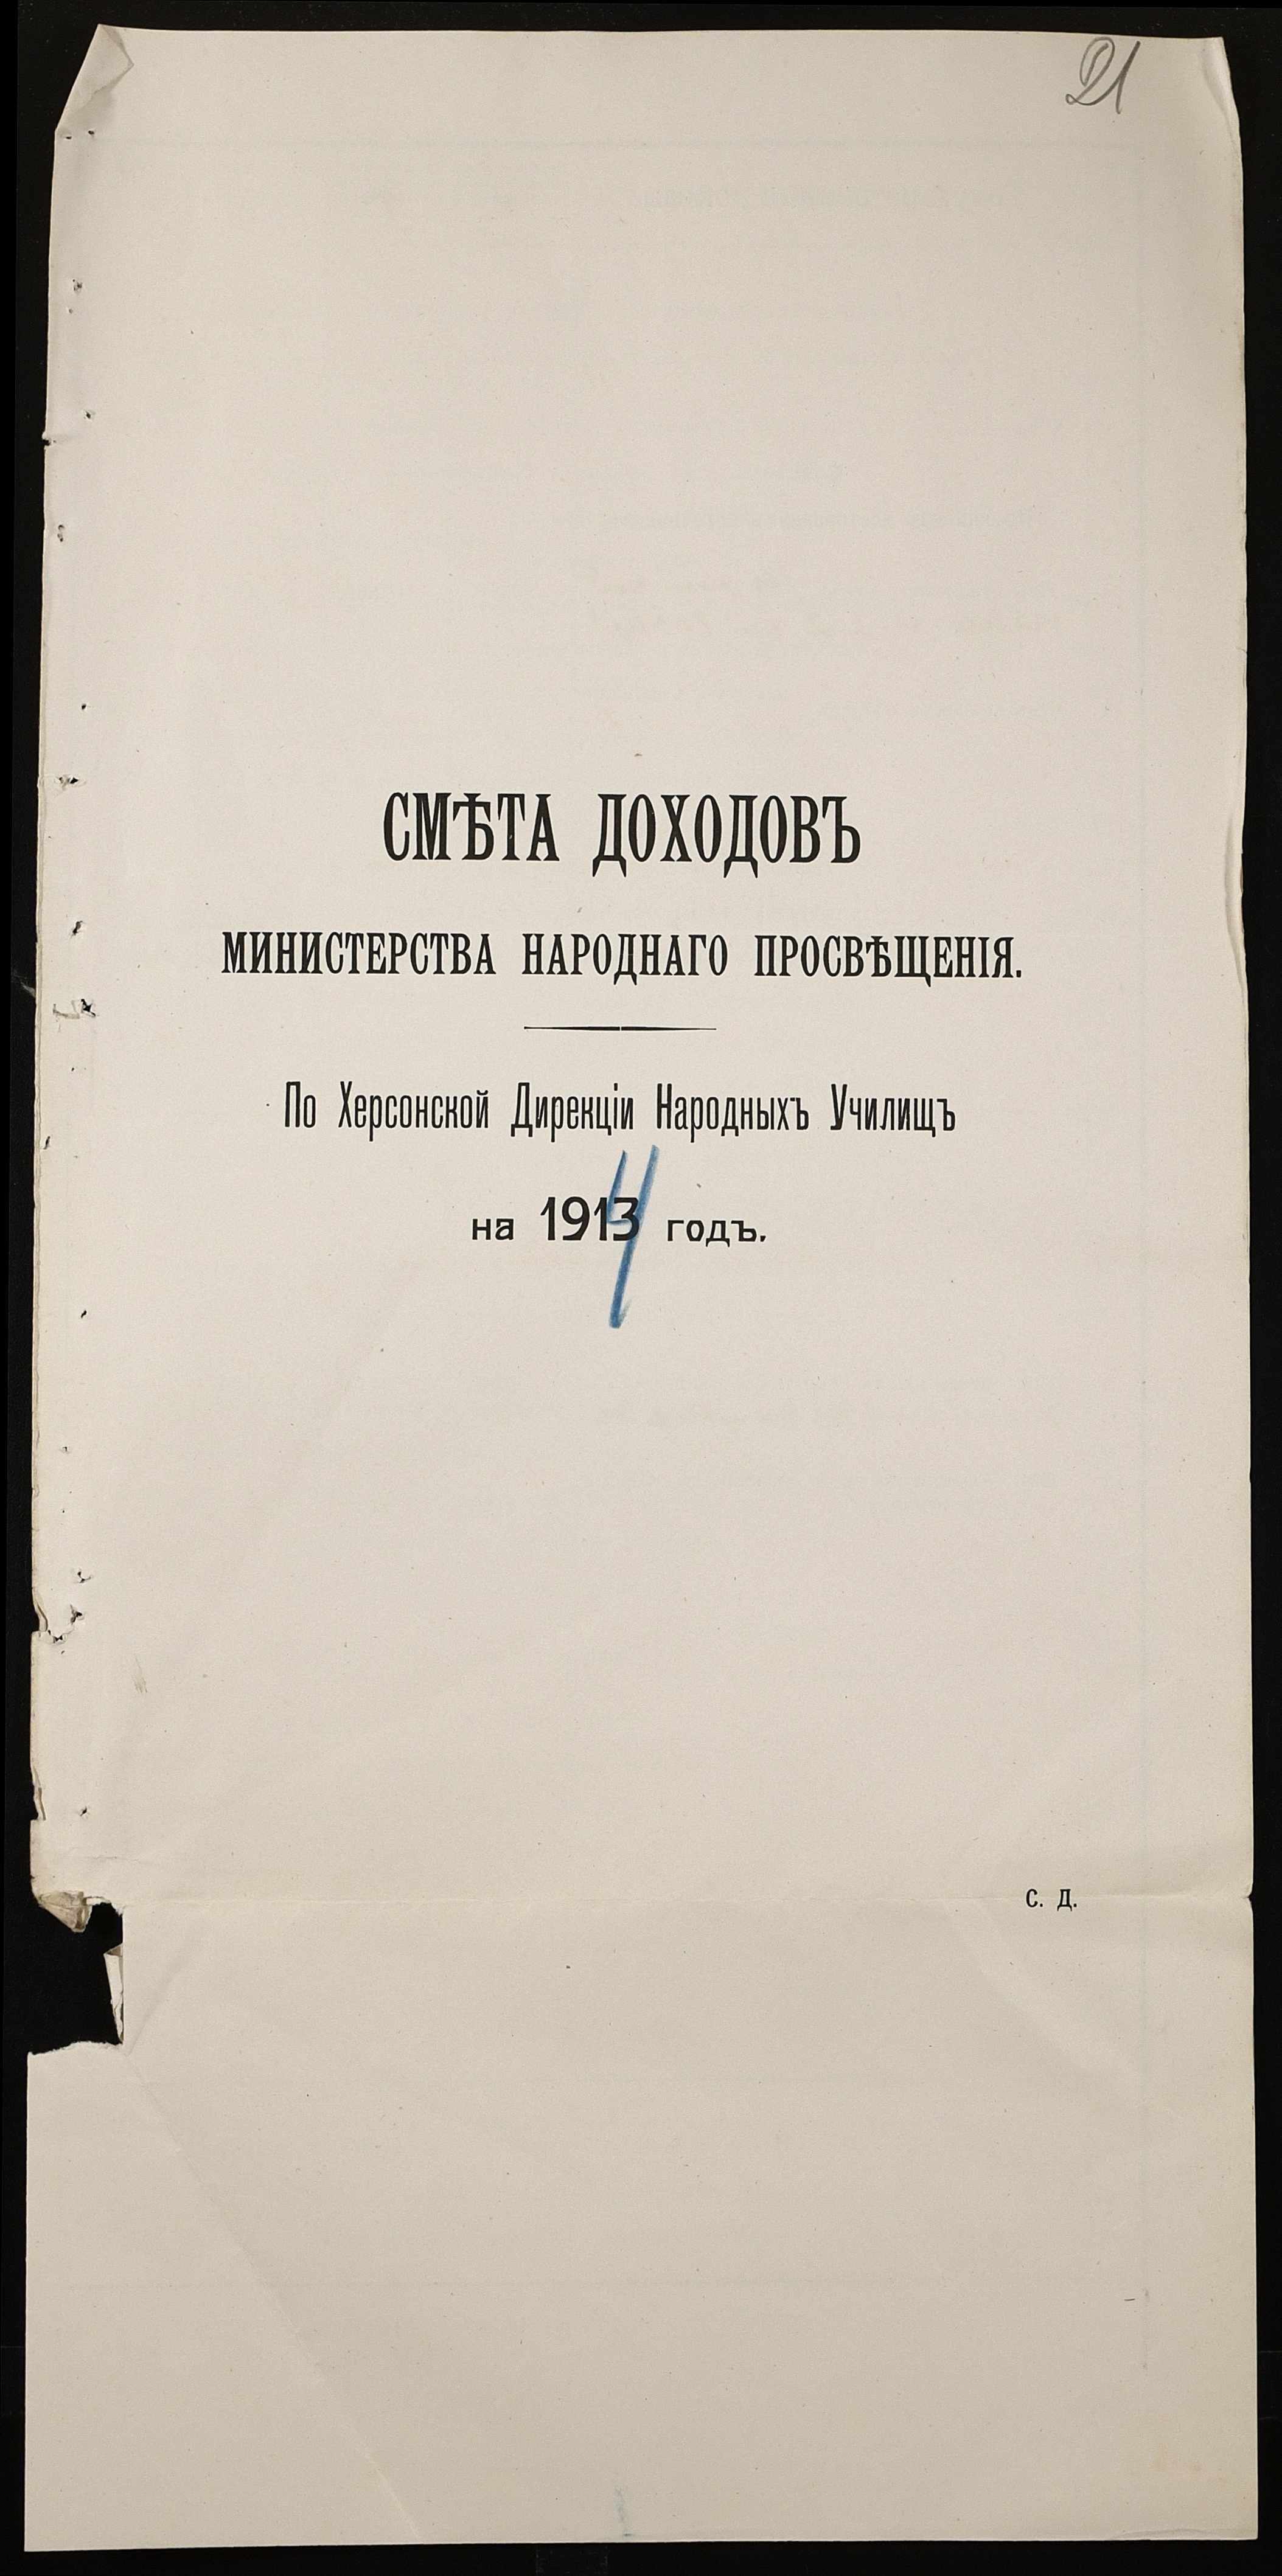 21
СМѢТА ДОХОДОВЪ
МИНИСТЕРСТВА НАРОДНАГО ПРОСВѢЩЕНІЯ.
По Херсонской Дирекціи Народныхъ Училищъ
на 1914 годъ.
С. Д.